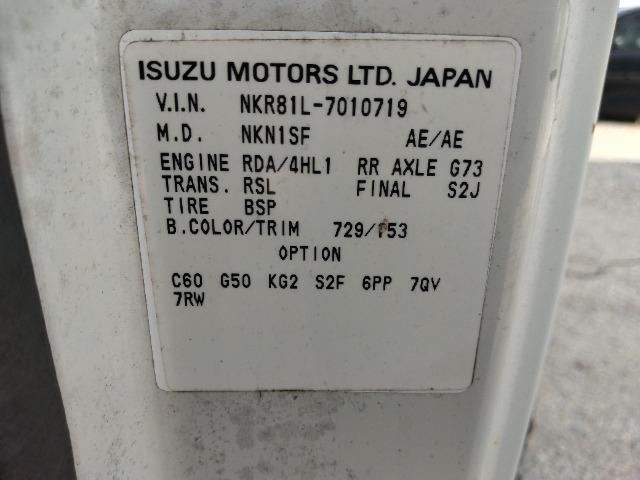 ISUZU MOTORS LTD. JAPAN
V.I.N. NKR81L-7010719
M.D. NKN1SF AE/AE
ENGINE RDA/4HL1 RR AXLE G73
TRANS. RSL FINAL S2J
TIRE BSP
B.COLOR/TRIM 729/153
OPTION
C60 G50 KG2 S2F 6PP 7QV
7RW